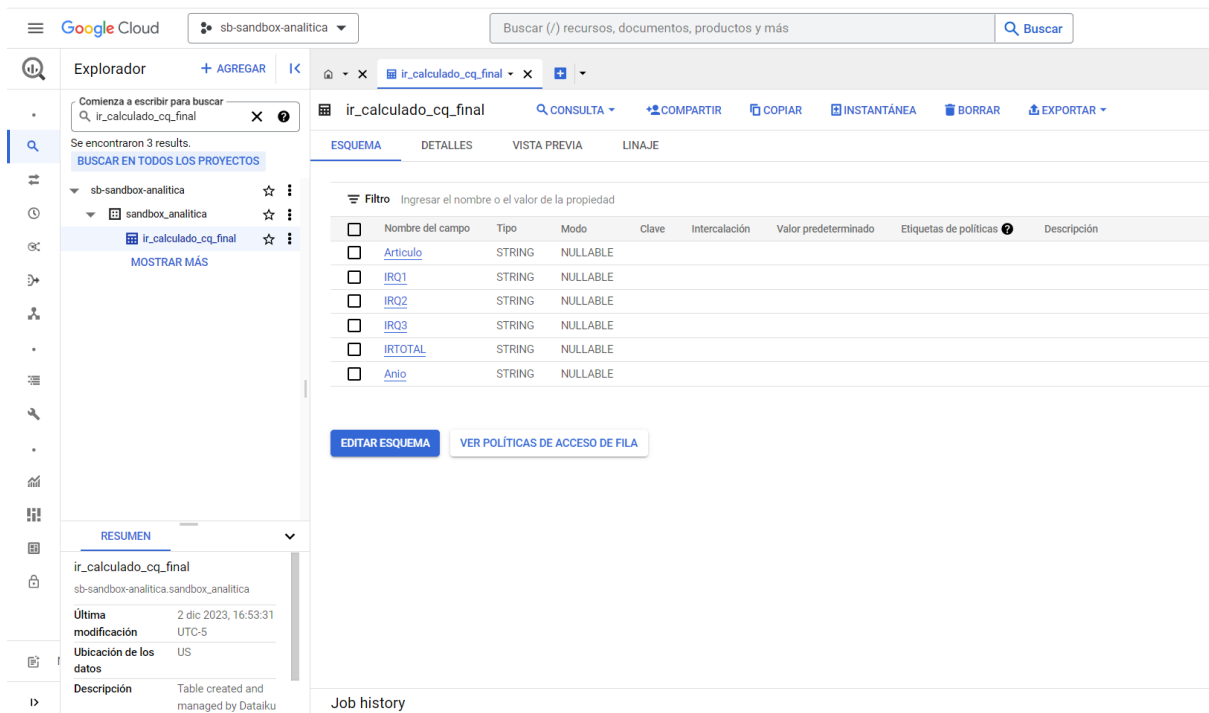 Google Cloud
sb-sandbox-analitica
Buscar (/) recursos, documentos, productos y más
Buscar
Explorador
+ AGREGAR
Comienza a escribir para buscar
ir_calculado_cq_final
Se encontraron 3 results.
BUSCAR EN TODOS LOS PROYECTOS
sb-sandbox-analitica
sandbox_analitica
ir_calculado_cq_final
MOSTRAR MÁS
ir_calculado_cq_final
ir_calculado_cq_final
CONSULTA
COMPARTIR
COPIAR
INSTANTÁNEA
BORRAR
EXPORTAR
ESQUEMA DETALLES VISTA PREVIA LINAJE
Filtro Ingresar el nombre o el valor de la propiedad
Nombre del campo Tipo Modo Clave Intercalación Valor predeterminado Etiquetas de políticas Descripción
Articulo STRING NULLABLE
IRQ1 STRING NULLABLE
IRQ2 STRING NULLABLE
IRQ3 STRING NULLABLE
IRTOTAL STRING NULLABLE
Anio STRING NULLABLE
EDITAR ESQUEMA
VER POLÍTICAS DE ACCESO DE FILA
RESUMEN
ir_calculado_cq_final
sb-sandbox-analitica.sandbox_analitica
Última modificación 2 dic 2023, 16:53:31 UTC-5
Ubicación de los datos US
Descripción Table created and managed by Dataiku
Job history